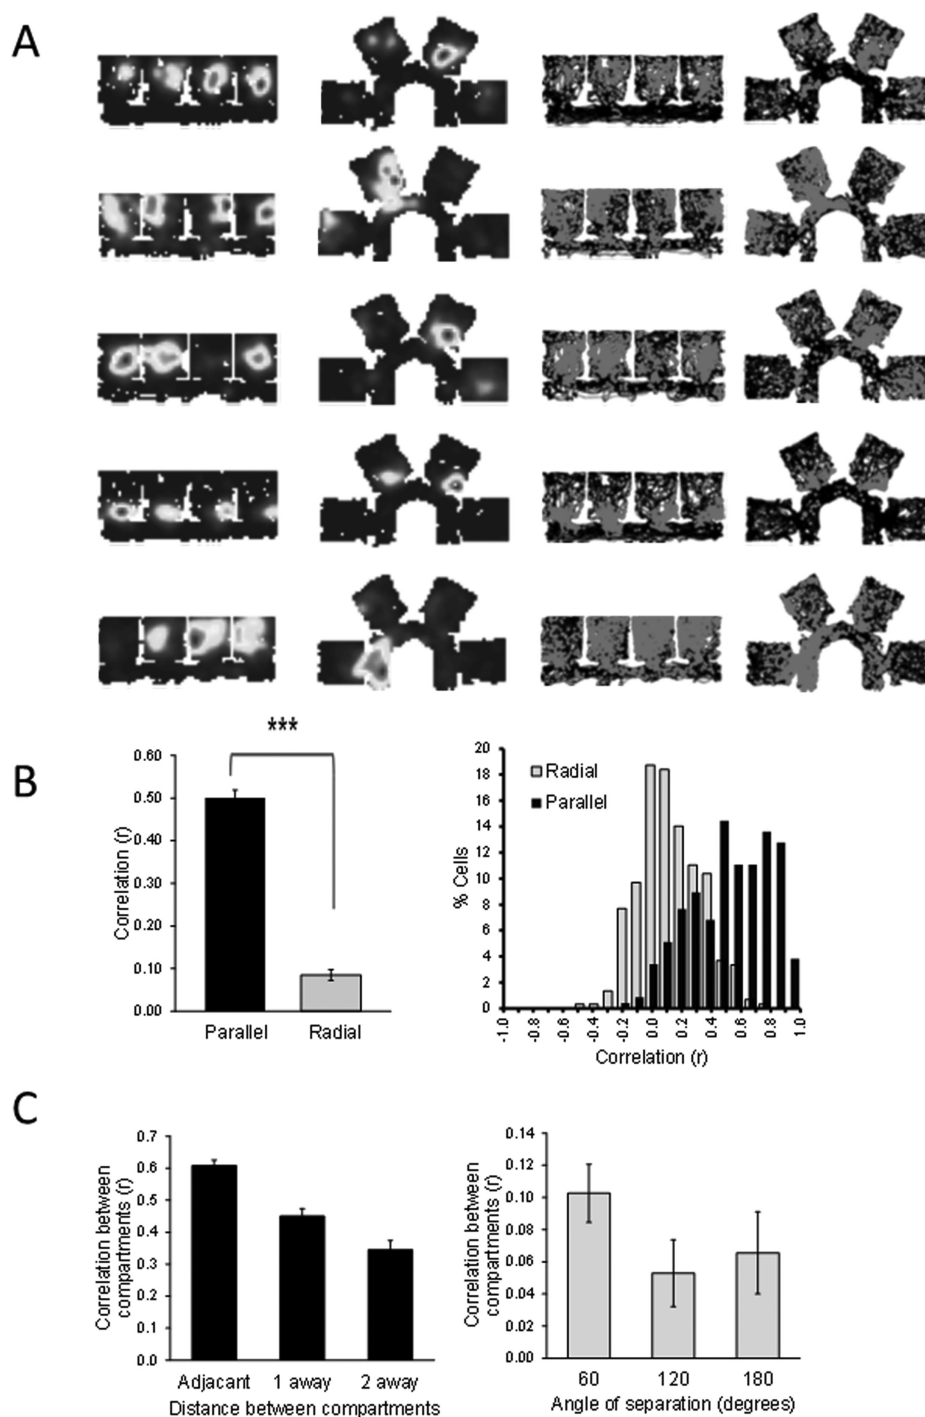 A
B
***
Correlation (r)
0.60
0.50
0.40
0.30
0.20
0.10
0.00
Parallel
Radial
% Cells
20
18
16
14
12
10
8
6
4
2
0
Radial
Parallel
-1.0
-0.8
-0.6
-0.4
-0.2
0.0
0.2
0.4
0.6
0.8
1.0
Correlation (r)
C
Correlation between
compartments (r)
0.7
0.6
0.5
0.4
0.3
0.2
0.1
0.0
Adjacant
1 away
2 away
Distance between compartments
Correlation between
compartments (r)
0.14
0.12
0.10
0.08
0.06
0.04
0.02
0.00
60
120
180
Angle of separation (degrees)